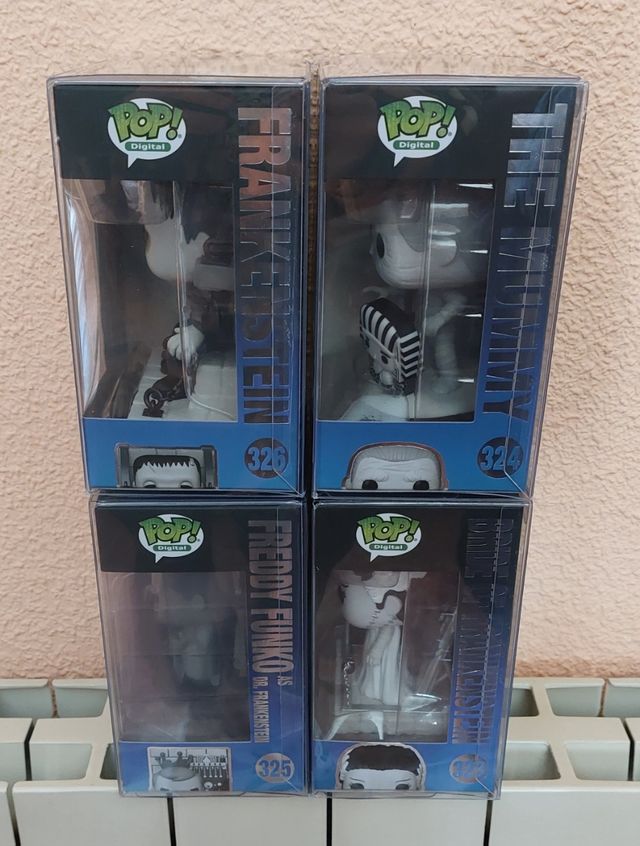 POP!
Digital
FRANKENSTEIN
326
POP!
Digital
THE MUMMY
324
POP!
Digital
FREDDY FUNKO AS
DR. FRANKENSTEIN
325
POP!
Digital
BRIDE OF FRANKENSTEIN